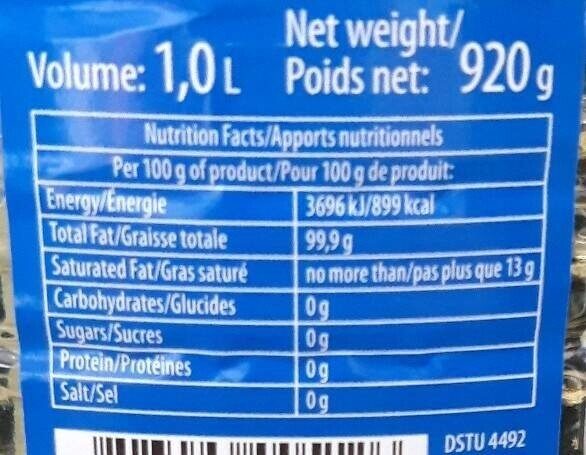 Volume: 1,0 L
Net weight/
Poids net: 920 g
Nutrition Facts/Apports nutritionnels
Per 100 g of product/Pour 100 g de produit:
Energy/Énergie 3696 kJ/899 kcal
Total Fat/Graisse totale 99,9 g
Saturated Fat/Gras saturé no more than/pas plus que 13 g
Carbohydrates/Glucides 0 g
Sugars/Sucres 0 g
Protein/Protéines 0 g
Salt/Sel 0 g
DSTU 4492